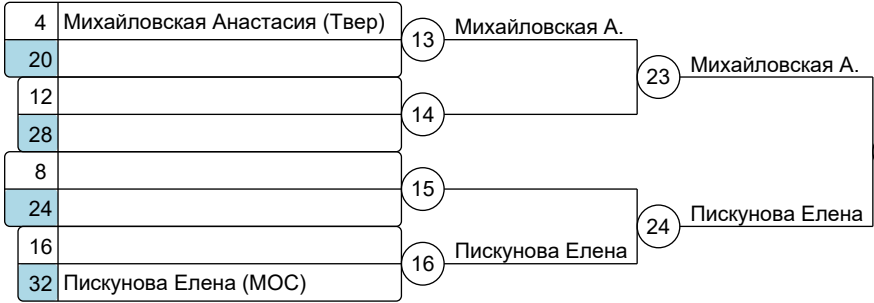 4 Михайловская Анастасия (Твер)
13 Михайловская А.
20
23 Михайловская А.
12
14
28
8
15
24
24 Пискунова Елена
16
16 Пискунова Елена
32 Пискунова Елена (МОС)